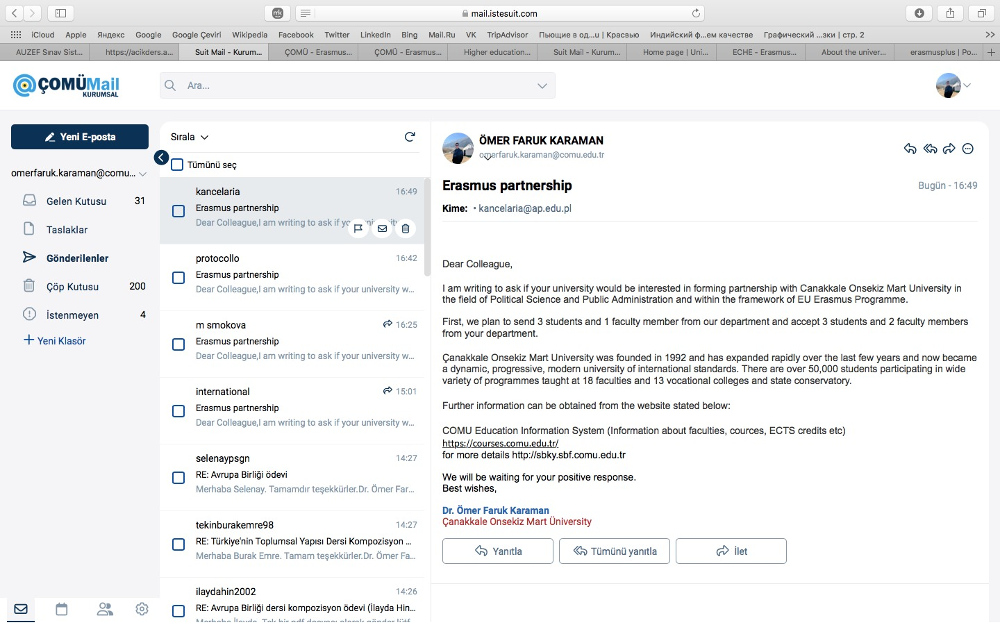 mail.istesuit.com
iCloud Apple Яндекс Google Google Çeviri Wikipedia Facebook Twitter LinkedIn Bing Mail.Ru VK TripAdvisor Пьющие в од...u | Красвью Индийский ф...ем качестве Графический ...зки | стр. 2
AUZEF Sınav Sist... https://acikders.a... Suit Mail - Kurum... ÇOMÜ - Erasmus... ÇOMÜ - Erasmus... Higher education... Suit Mail - Kurum... Home page | Uni... ECHE - Erasmus... About the univer... erasmusplus | Po...
ÇOMÜMail
KURUMSAL
Ara...
Yeni E-posta
omerfaruk.karaman@comu...
Gelen Kutusu 31
Taslaklar
Gönderilenler
Çöp Kutusu 200
İstenmeyen 4
Yeni Klasör
Sırala
Tümünü seç
kancelaria 16:49
Erasmus partnership
Dear Colleague,I am writing to ask if
protocollo 16:42
Erasmus partnership
Dear Colleague,I am writing to ask if your university w...
m smokova 16:25
Erasmus partnership
Dear Colleague,I am writing to ask if your university w...
international 15:01
Erasmus partnership
Dear Colleague,I am writing to ask if your university w...
selenaypsgn 14:27
RE: Avrupa Birliği ödevi
Merhaba Selenay. Tamamdır teşekkürler.Dr. Ömer Far...
tekinburakemre98 14:27
RE: Türkiye'nin Toplumsal Yapısı Dersi Kompozisyon ...
Merhaba Burak Emre. Tamam teşekkürler.Dr. Ömer Fa...
ilaydahin2002 14:26
RE: Avrupa Birliği dersi kompozisyon ödevi (İlayda Hin...
ÖMER FARUK KARAMAN
omerfaruk.karaman@comu.edu.tr
Erasmus partnership
Bugün - 16:49
Kime: • kancelaria@ap.edu.pl
Dear Colleague,
I am writing to ask if your university would be interested in forming partnership with Canakkale Onsekiz Mart University in
the field of Political Science and Public Administration and within the framework of EU Erasmus Programme.
First, we plan to send 3 students and 1 faculty member from our department and accept 3 students and 2 faculty members
from your department.
Çanakkale Onsekiz Mart University was founded in 1992 and has expanded rapidly over the last few years and now became
a dynamic, progressive, modern university of international standards. There are over 50,000 students participating in wide
variety of programmes taught at 18 faculties and 13 vocational colleges and state conservatory.
Further information can be obtained from the website stated below:
COMU Education Information System (Information about faculties, cources, ECTS credits etc)
https://courses.comu.edu.tr/
for more details http://sbky.sbf.comu.edu.tr
We will be waiting for your positive response.
Best wishes,
Dr. Ömer Faruk Karaman
Çanakkale Onsekiz Mart Üniversity
Yanıtla
Tümünü yanıtla
İlet